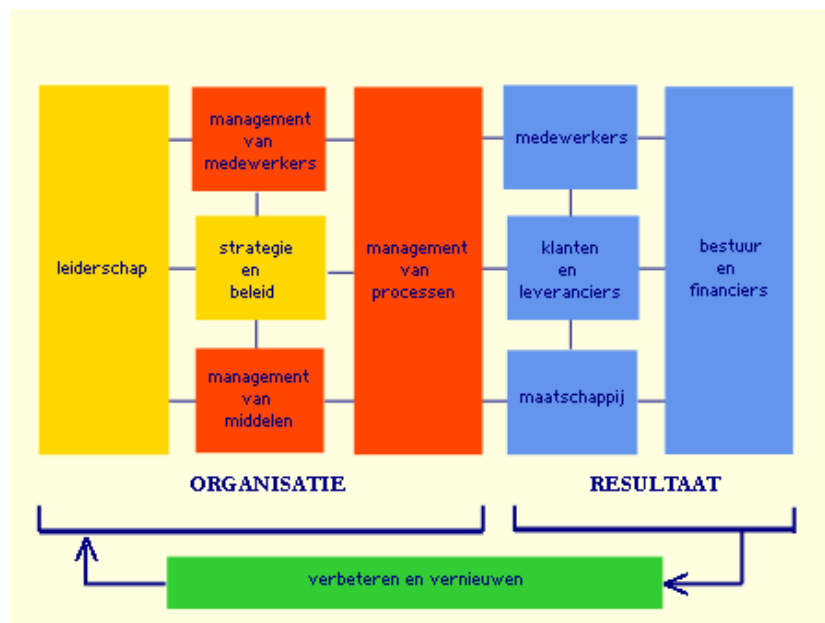 leiderschap
management
van
medewerkers
strategie
en
beleid
management
van
middelen
management
van
processen
medewerkers
klanten
en
leveranciers
maatschappij
bestuur
en
financiers
ORGANISATIE
RESULTAAT
verbeteren en vernieuwen